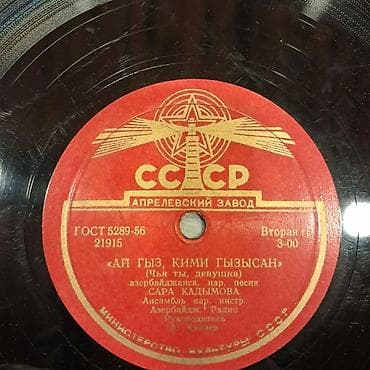 СССР
АПРЕЛЕВСКИЙ ЗАВОД
ГОСТ 5289-56
21915
Вторая гр.
3-00
«АЙ ГЫЗ, КИМИ ГЫЗЫСАН»
(Чья ты, девушка)
азербайджанск. нар. песня
САРА КАДЫМОВА
Ансамбль нар. инстр.
Азербайдж. Радио
Руководитель
МИНИСТЕРСТВО КУЛЬТУРЫ СССР